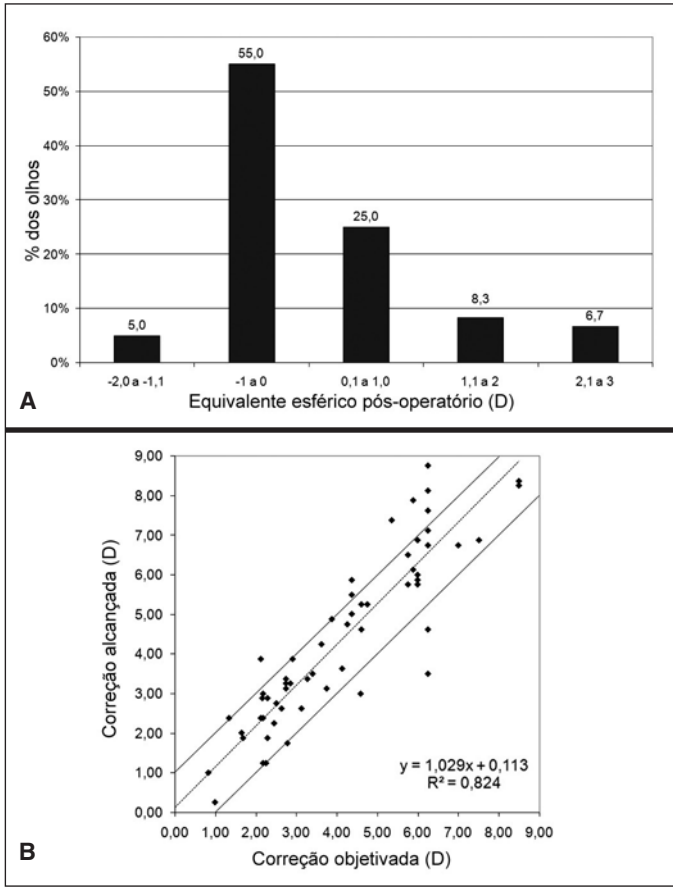 60%
55,0
50%
40%
30%
25,0
20%
10%
8,3
6,7
5,0
0%
% dos olhos
-2,0 a -1,1 -1 a 0 0,1 a 1,0 1,1 a 2 2,1 a 3
A
Equivalente esférico pós-operatório (D)
9,00
8,00
7,00
6,00
5,00
4,00
3,00
2,00
1,00
0,00
Correção alcançada (D)
y = 1,029x + 0,113
R² = 0,824
0,00 1,00 2,00 3,00 4,00 5,00 6,00 7,00 8,00 9,00
B
Correção objetivada (D)